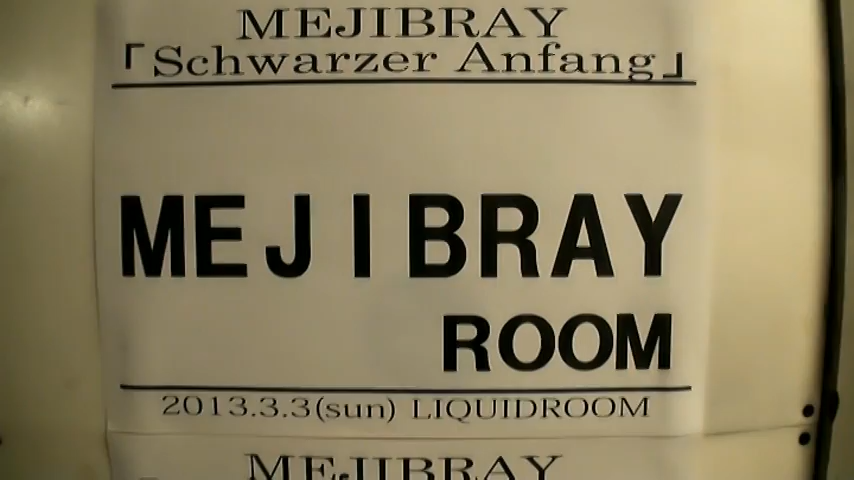 MEJIBRAY
「Schwarzer Anfang」
MEJIBRAY
ROOM
2013.3.3(sun) LIQUIDROOM
MEJIBRAY